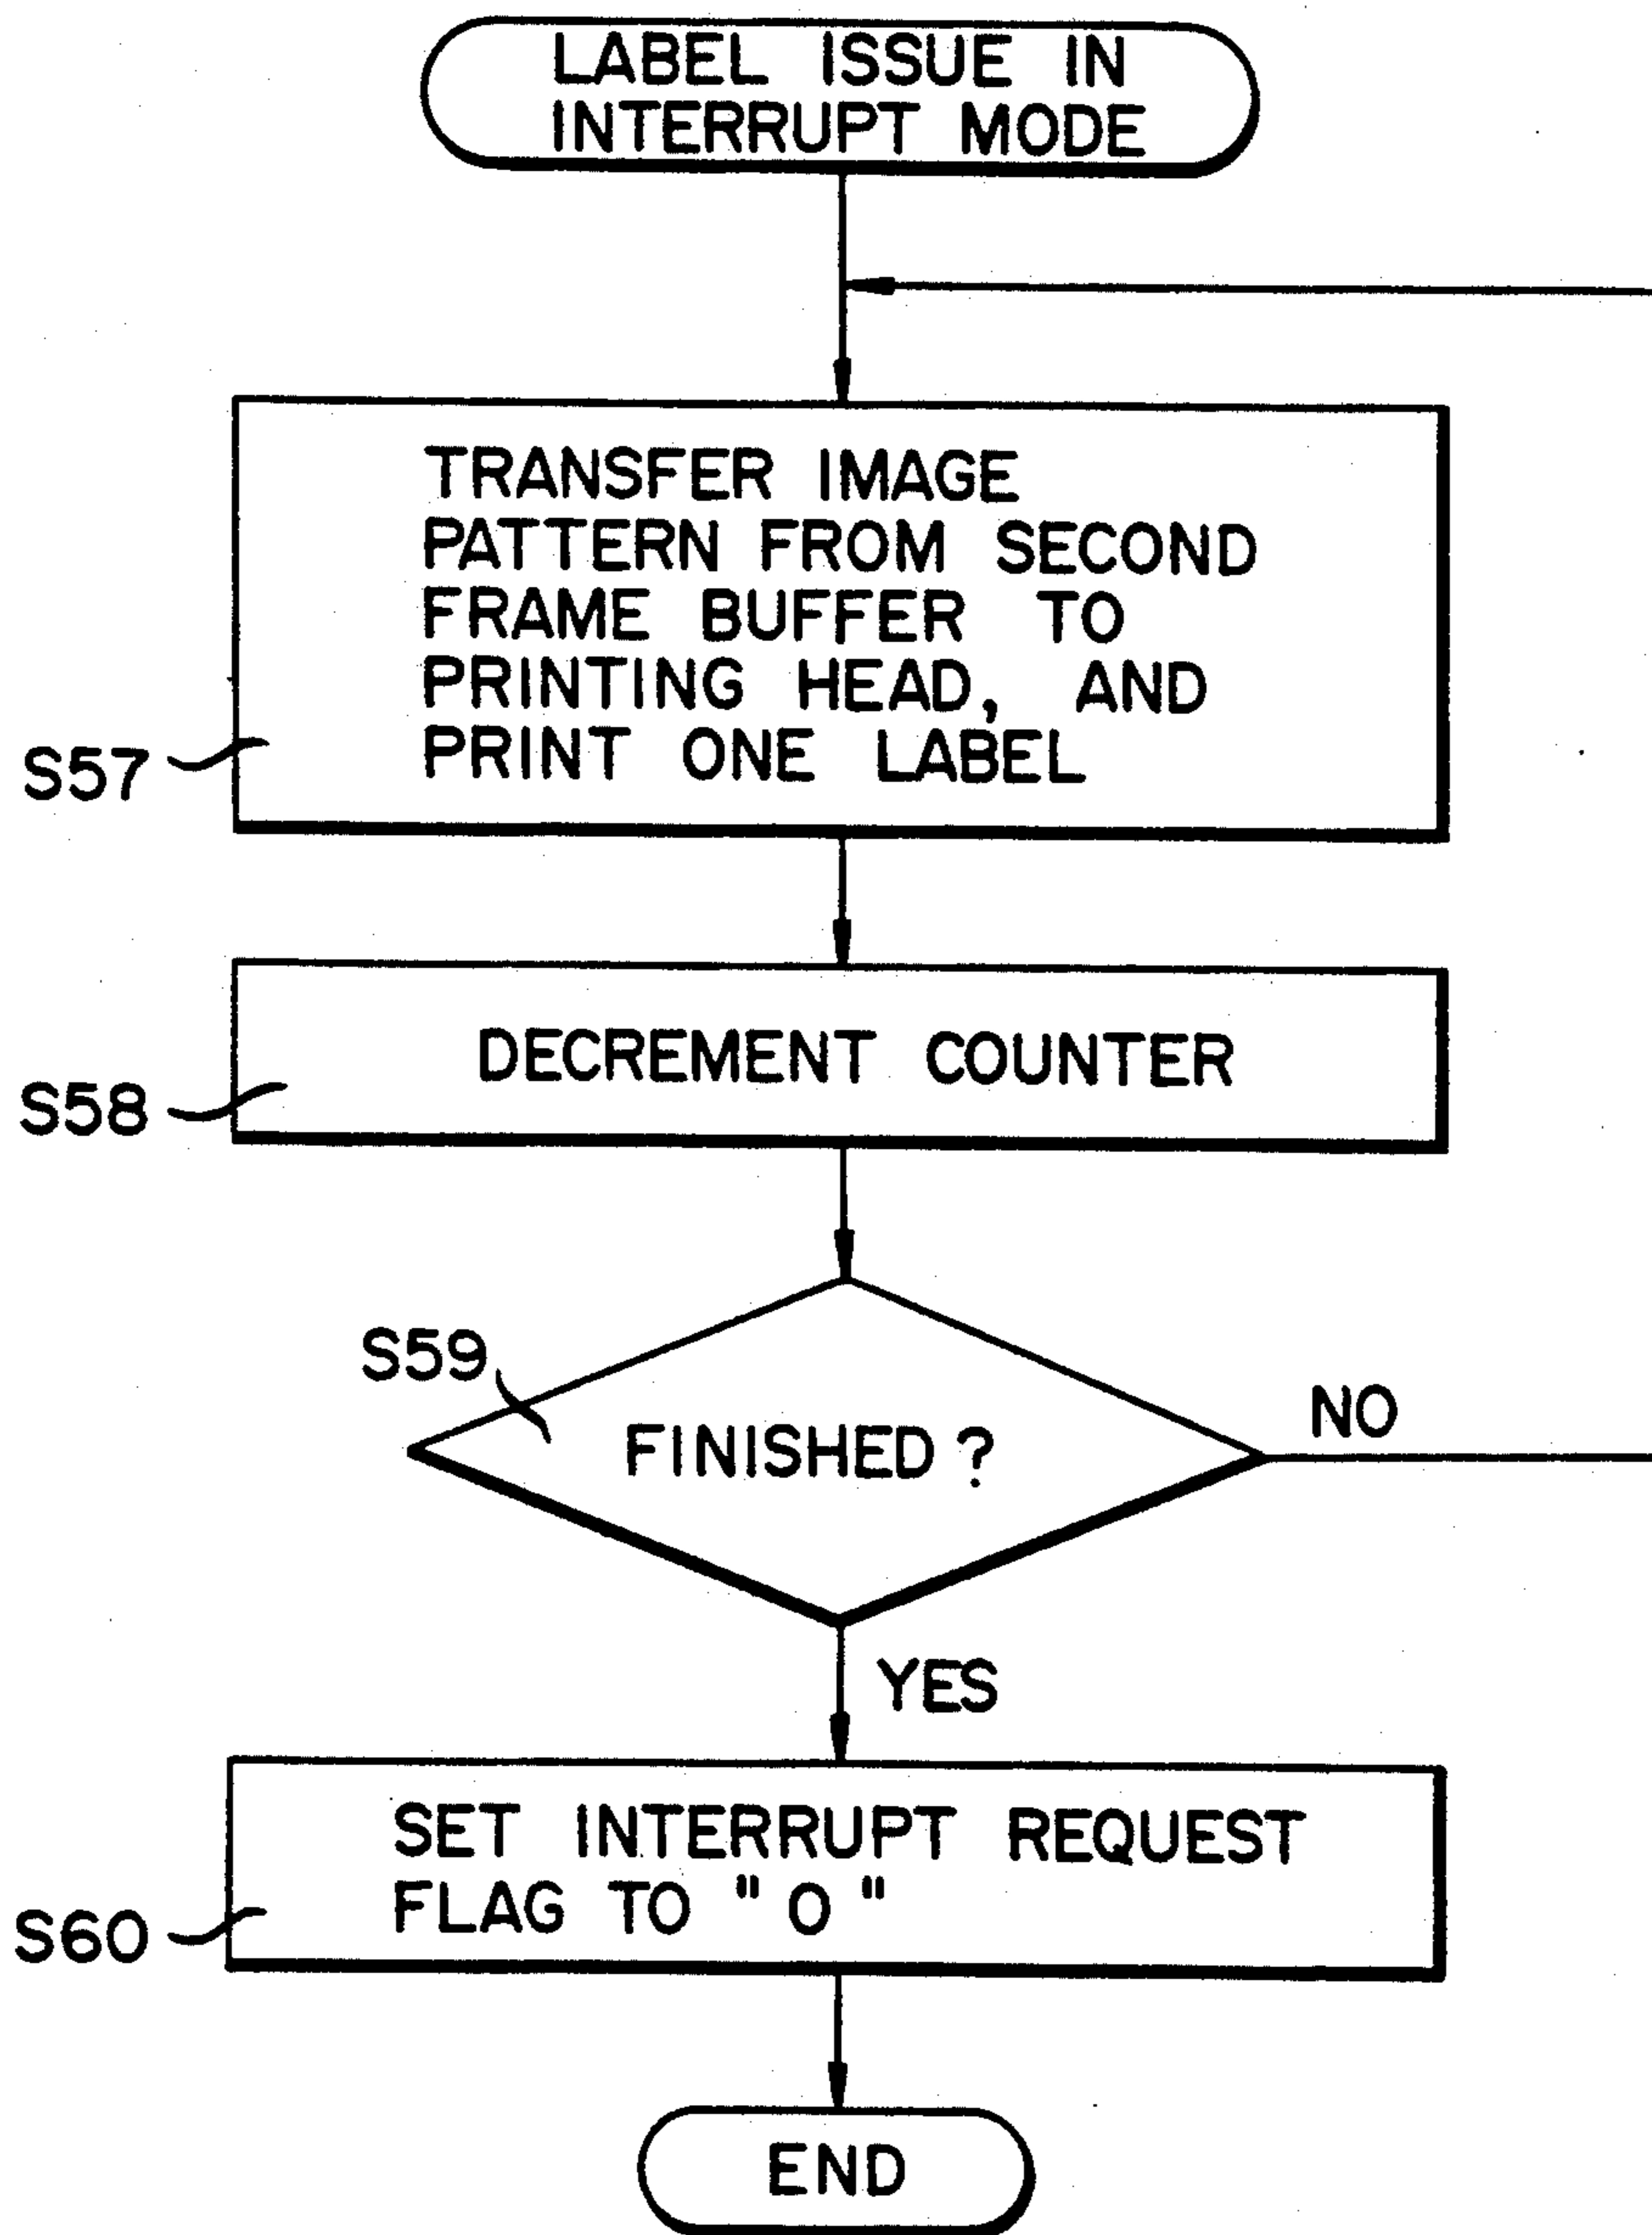 LABEL ISSUE IN
INTERRUPT MODE
TRANSFER IMAGE
PATTERN FROM SECOND
FRAME BUFFER TO
PRINTING HEAD, AND
PRINT ONE LABEL
S57
DECREMENT COUNTER
S58
S59
FINISHED ?
NO
YES
SET INTERRUPT REQUEST
FLAG TO "O"
S60
END